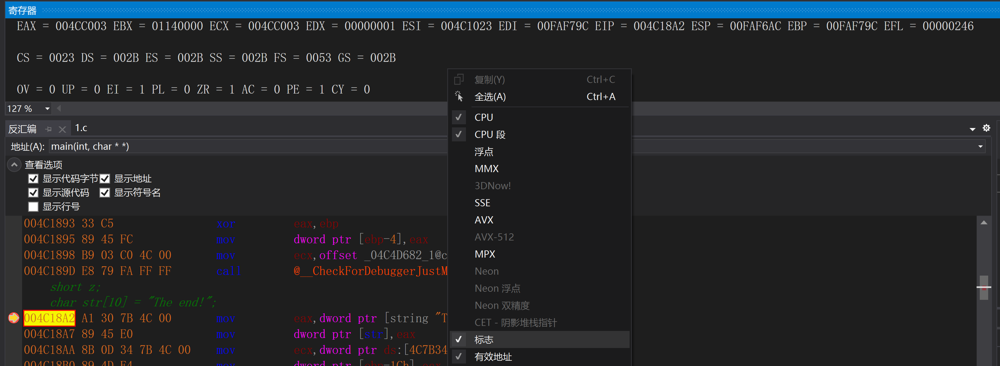 寄存器
EAX = 004CC003 EBX = 01140000 ECX = 004CC003 EDX = 00000001 ESI = 004C1023 EDI = 00FAF79C EIP = 004C18A2 ESP = 00FAF6AC EBP = 00FAF79C EFL = 00000246
CS = 0023 DS = 002B ES = 002B SS = 002B FS = 0053 GS = 002B
OV = 0 UP = 0 EI = 1 PL = 0 ZR = 1 AC = 0 PE = 1 CY = 0
127 %
复制(Y) Ctrl+C
全选(A) Ctrl+A
CPU
CPU 段
浮点
MMX
3DNow!
SSE
AVX
AVX-512
MPX
Neon
Neon 浮点
Neon 双精度
CET - 阴影堆栈指针
标志
有效地址
反汇编 1.c
地址(A): main(int, char * *)
查看选项
显示代码字节 显示地址
显示源代码 显示符号名
显示行号
004C1893 33 C5 xor eax,ebp
004C1895 89 45 FC mov dword ptr [ebp-4],eax
004C1898 B9 03 C0 4C 00 mov ecx,offset _04C4D682_1@c
004C189D E8 79 FA FF FF call @__CheckForDebuggerJustM
short z;
char str[10] = "The end!";
004C18A2 A1 30 7B 4C 00 mov eax,dword ptr [string "T
004C18A7 89 45 E0 mov dword ptr [str],eax
004C18AA 8B 0D 34 7B 4C 00 mov ecx,dword ptr ds:[4C7B34
004C18B0 89 4D E4 mov dword ptr [ebp-1Ch],ecx